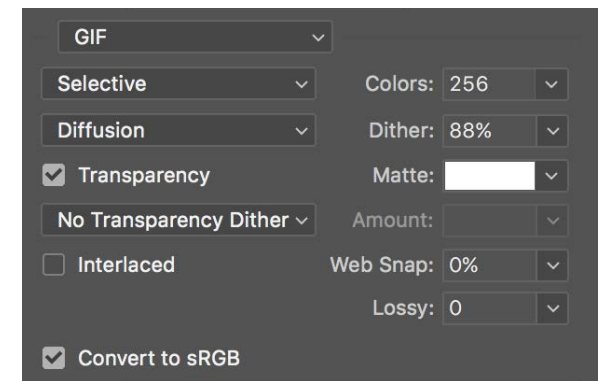 GIF
Selective Colors: 256
Diffusion Dither: 88%
Transparency Matte:
No Transparency Dither Amount:
Interlaced Web Snap: 0%
Lossy: 0
Convert to sRGB